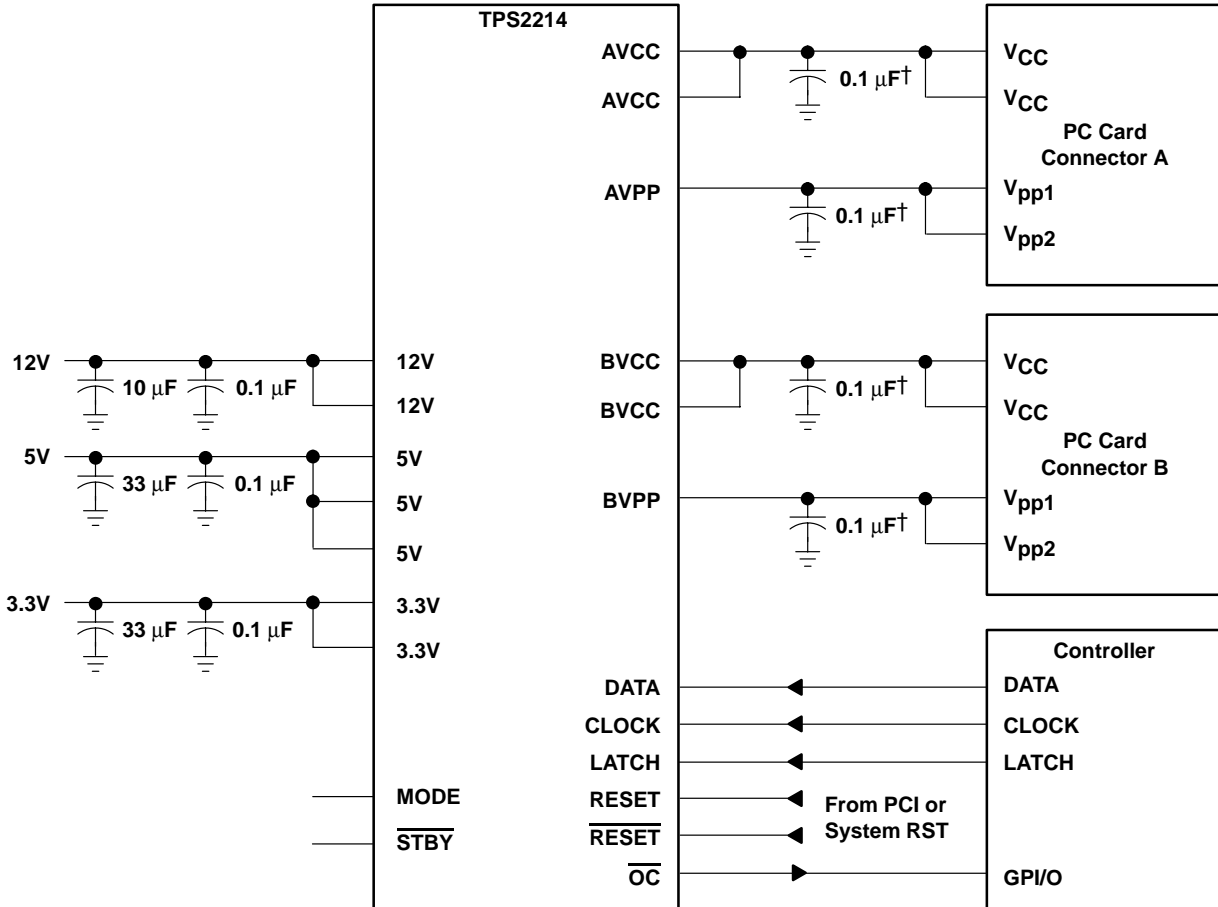 TPS2214
AVCC
AVCC
AVPP
0.1 μF†
0.1 μF†
VCC
VCC
PC Card
Connector A
Vpp1
Vpp2
12V
10 μF
0.1 μF
12V
12V
5V
33 μF
0.1 μF
5V
5V
5V
3.3V
33 μF
0.1 μF
3.3V
3.3V
BVCC
BVCC
BVPP
0.1 μF†
0.1 μF†
VCC
VCC
PC Card
Connector B
Vpp1
Vpp2
MODE
STBY
DATA
CLOCK
LATCH
RESET
RESET
OC
From PCI or
System RST
Controller
DATA
CLOCK
LATCH
GPI/O